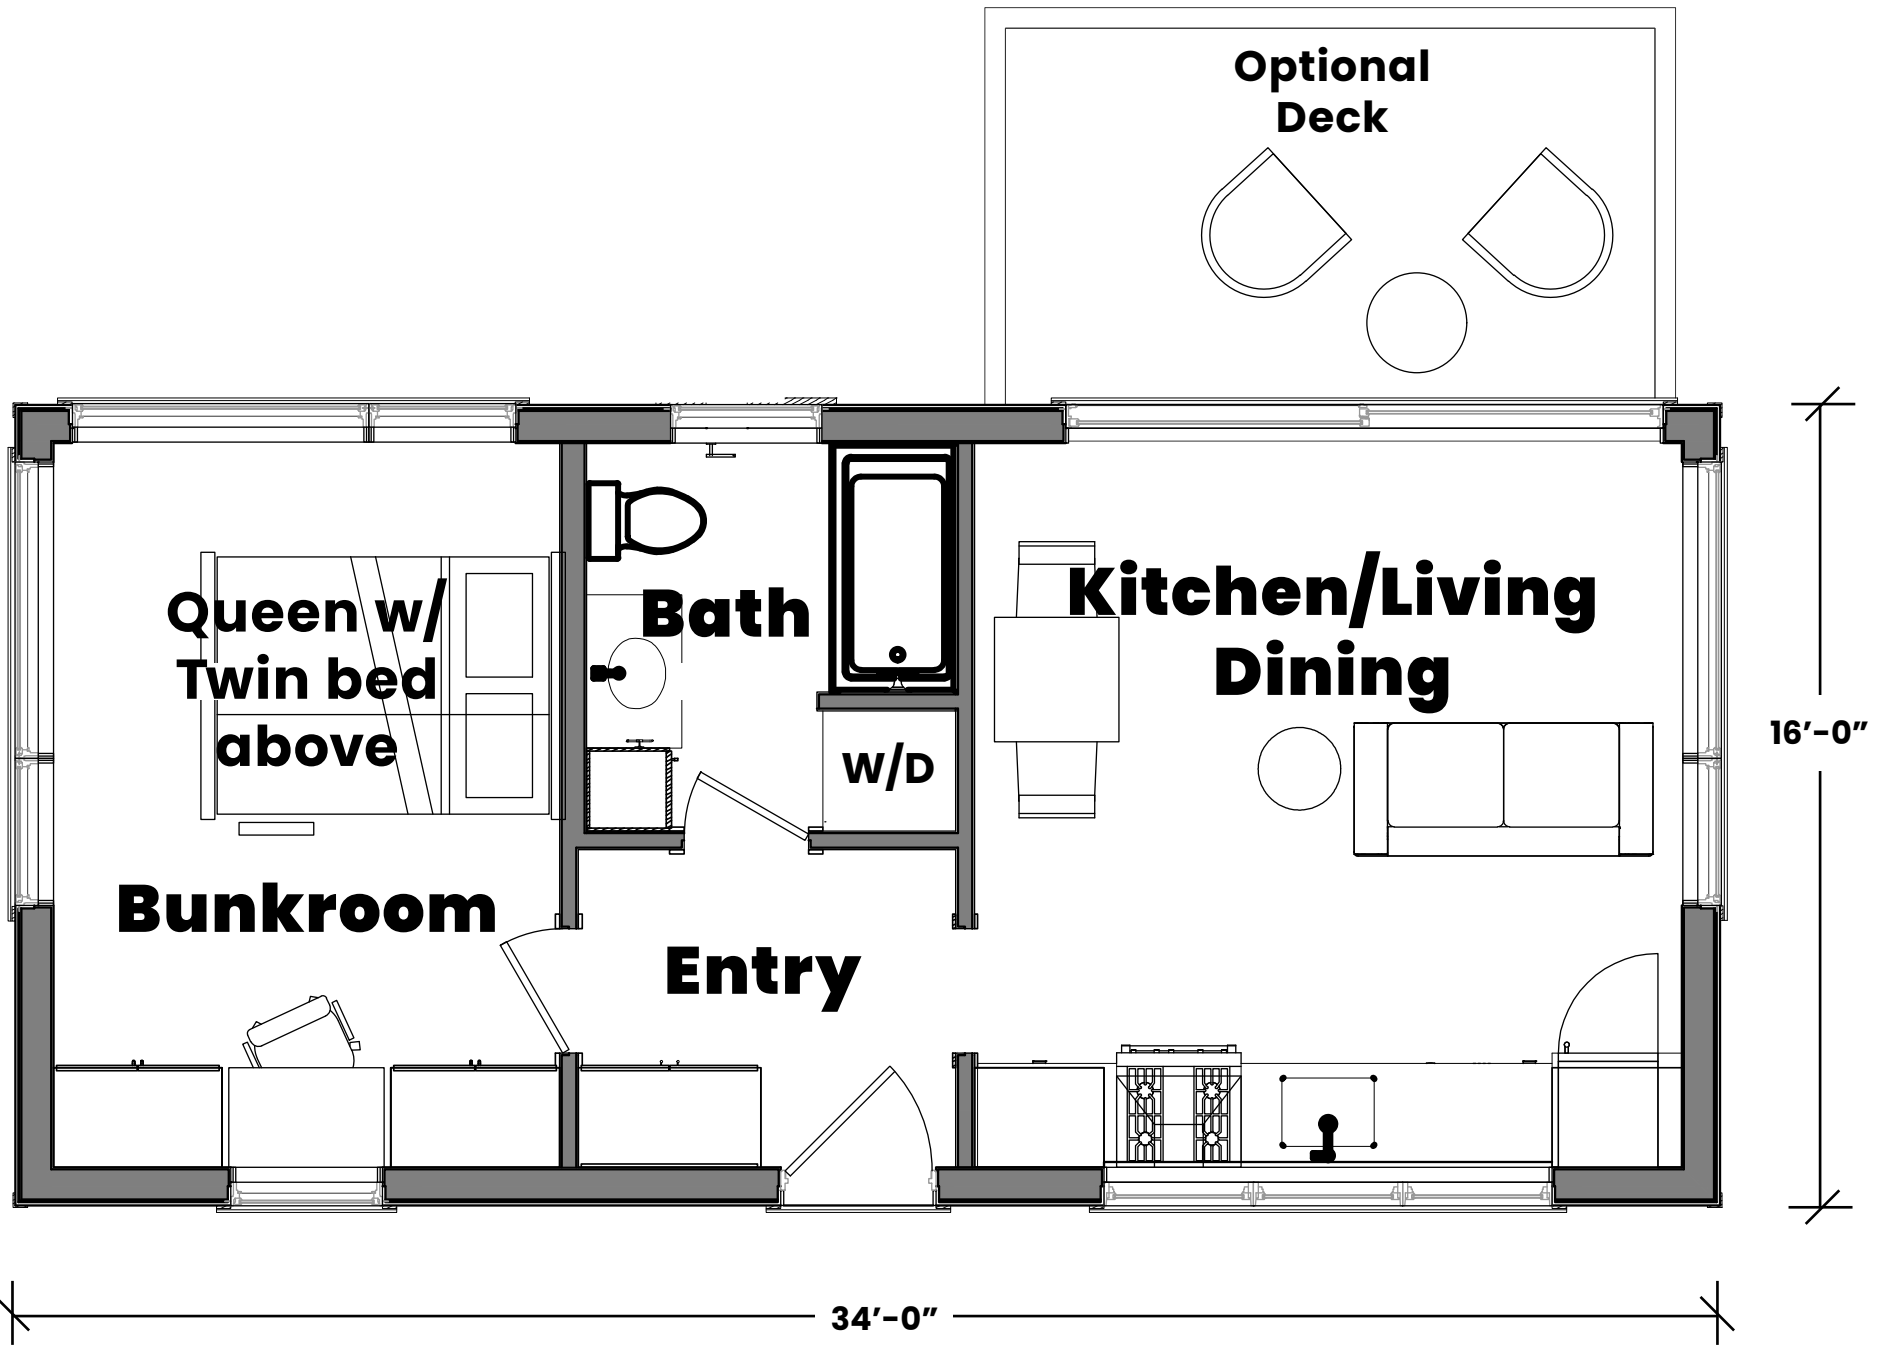 Optional
Deck
Queen w/
Twin bed
above
Bath
Kitchen/Living
Dining
W/D
16’-0”
Bunkroom
Entry
34’-0”